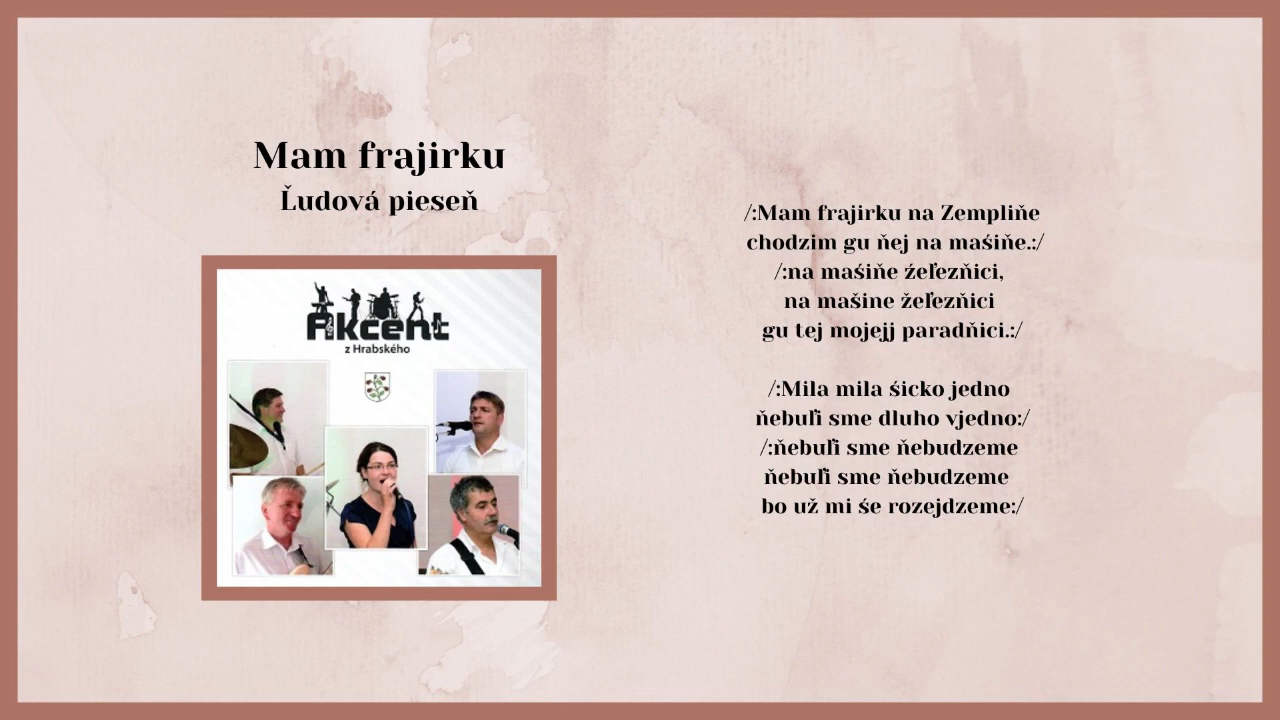 Mam frajirku
Ľudová pieseň
Akcent
z Hrabského
/:Mam frajirku na Zempliňe
chodzim gu ňej na maśiňe.:/
/:na maśiňe źeľezňici,
na mašine žeľezňici
gu tej mojejj paradňici.:/
/:Mila mila śicko jedno
ňebuľi sme dluho vjedno:/
/:ňebuľi sme ňebudzeme
ňebuľi sme ňebudzeme
bo už mi śe rozejdzeme:/